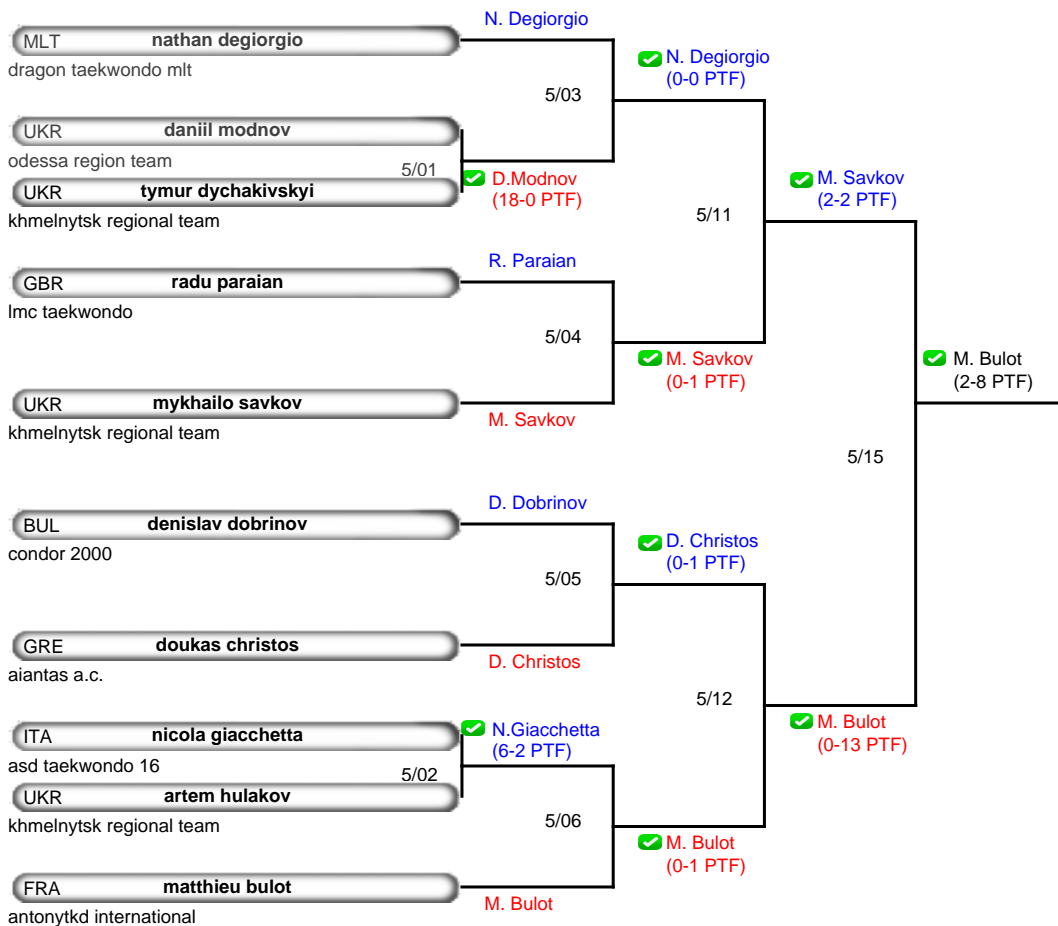 N. Degiorgio
MLT nathan degiorgio
dragon taekwondo mlt
N. Degiorgio
(0-0 PTF)
5/03
UKR daniil modnov
odessa region team
5/01
D.Modnov
(18-0 PTF)
UKR tymur dychakivskyi
khmelnytsk regional team
M. Savkov
(2-2 PTF)
5/11
R. Paraian
GBR radu paraian
lmc taekwondo
5/04
M. Savkov
(0-1 PTF)
M. Bulot
(2-8 PTF)
UKR mykhailo savkov
khmelnytsk regional team
M. Savkov
5/15
D. Dobrinov
BUL denislav dobrinov
condor 2000
D. Christos
(0-1 PTF)
5/05
GRE doukas christos
aiantas a.c.
D. Christos
5/12
M. Bulot
(0-13 PTF)
ITA nicola giacchetta
asd taekwondo 16
N.Giacchetta
(6-2 PTF)
5/02
UKR artem hulakov
khmelnytsk regional team
5/06
M. Bulot
(0-1 PTF)
FRA matthieu bulot
antonytkd international
M. Bulot